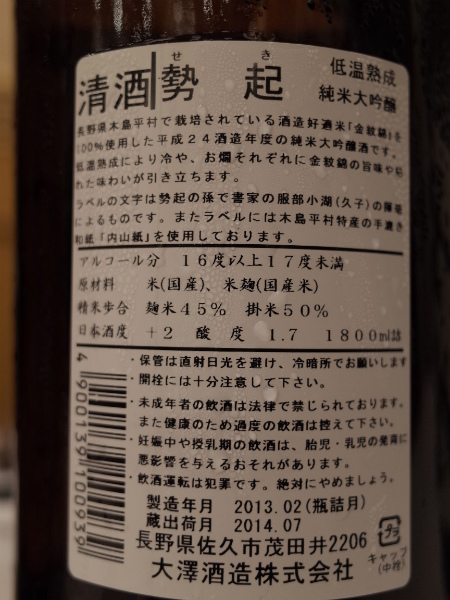 せき
清酒 勢起 低温熟成
純米大吟醸
長野県木島平村で栽培されている酒造好適米「金紋錦」を
100%使用した平成24酒造年度の純米大吟醸酒です。
低温熟成により冷や、お燗それぞれに金紋錦の旨味や
れた味わいが引き立ちます。
ラベルの文字は勢起の孫で書家の服部小湖(久子)の揮毫
によるものです。またラベルには木島平村特産の手漉き
和紙「内山紙」を使用しております。
アルコール分 16度以上17度未満
原材料 米(国産)、米麹(国産米)
精米歩合 麹米45% 掛米50%
日本酒度 +2 酸度 1.7 1800ml詰
・保管は直射日光を避け、冷暗所でお願いします
・開栓には十分注意して下さい。
・未成年者の飲酒は法律で禁じられております。
また健康のため過度の飲酒は控えて下さい。
・妊娠中や授乳期の飲酒は、胎児・乳児の発育に
悪影響を与えるおそれがあります。
・飲酒運転は犯罪です。絶対にやめましょう。
製造年月 2013.02(瓶詰月)
蔵出荷月 2014.07
長野県佐久市茂田井2206
大澤酒造株式会社
プラ
キャップ
(中栓)
4900139100939